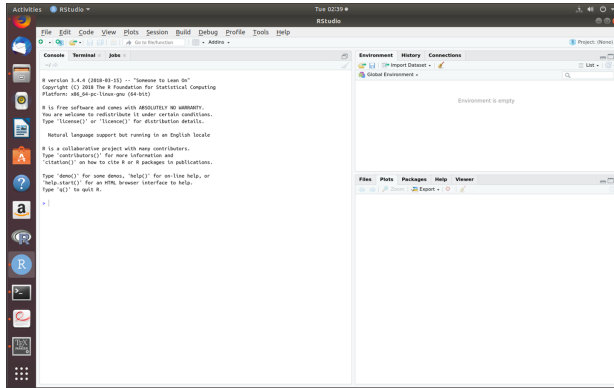 Activities RStudio Tue 02:39
RStudio
File Edit Code View Plots Session Build Debug Profile Tools Help
Go to file/function Addins Project: (None)
Console Terminal Jobs
~/
R version 3.4.4 (2018-03-15) -- "Someone to Lean On"
Copyright (C) 2018 The R Foundation for Statistical Computing
Platform: x86_64-pc-linux-gnu (64-bit)
R is free software and comes with ABSOLUTELY NO WARRANTY.
You are welcome to redistribute it under certain conditions.
Type 'license()' or 'licence()' for distribution details.
Natural language support but running in an English locale
R is a collaborative project with many contributors.
Type 'contributors()' for more information and
'citation()' on how to cite R or R packages in publications.
Type 'demo()' for some demos, 'help()' for on-line help, or
'help.start()' for an HTML browser interface to help.
Type 'q()' to quit R.
>
Environment History Connections
Import Dataset List
Global Environment
Environment is empty
Files Plots Packages Help Viewer
Zoom Export